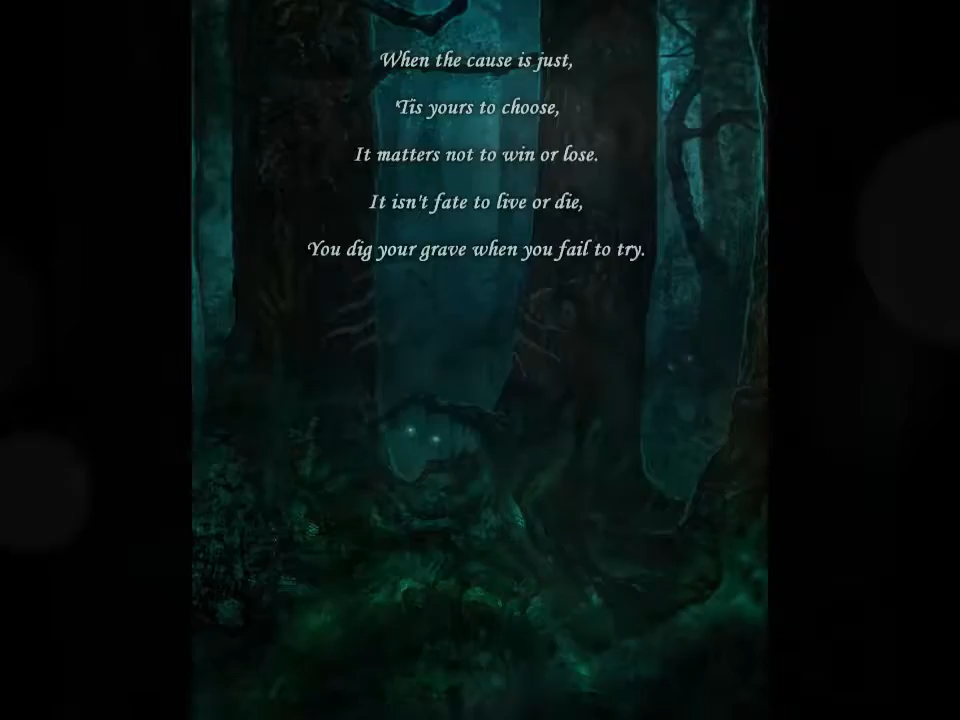 When the cause is just,
'Tis yours to choose,
It matters not to win or lose.
It isn't fate to live or die,
You dig your grave when you fail to try.